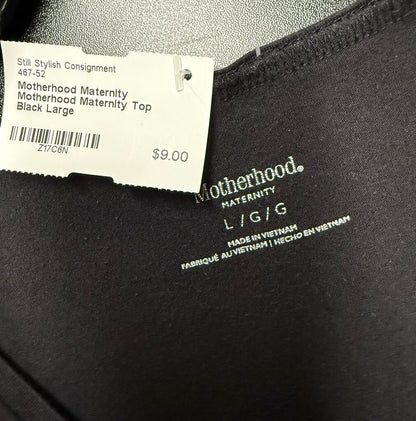 Still Stylish Consignment
467-52
Motherhood Maternity
Motherhood Maternity Top
Black Large
Z17C6N
$9.00
Motherhood®
MATERNITY
L / G / G
MADE IN VIETNAM
FABRIQUÉ AU VIETNAM | HECHO EN VIETNAM